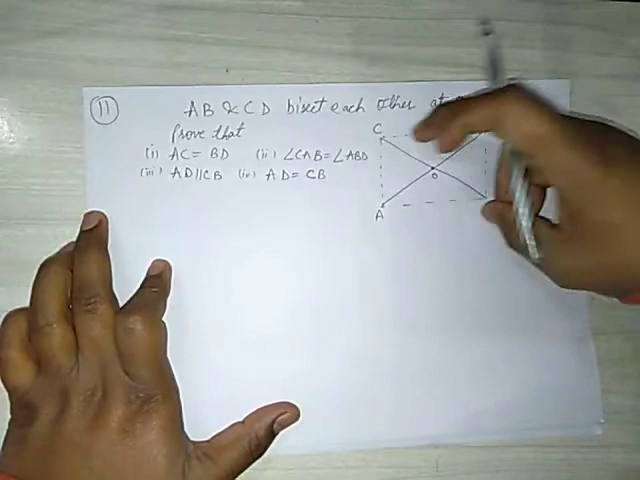 11 AB & CD bisect each other at
Prove that
(i) AC = BD (ii) ∠CAB = ∠ABD
(iii) AD||CB (iv) AD = CB
C
O
A